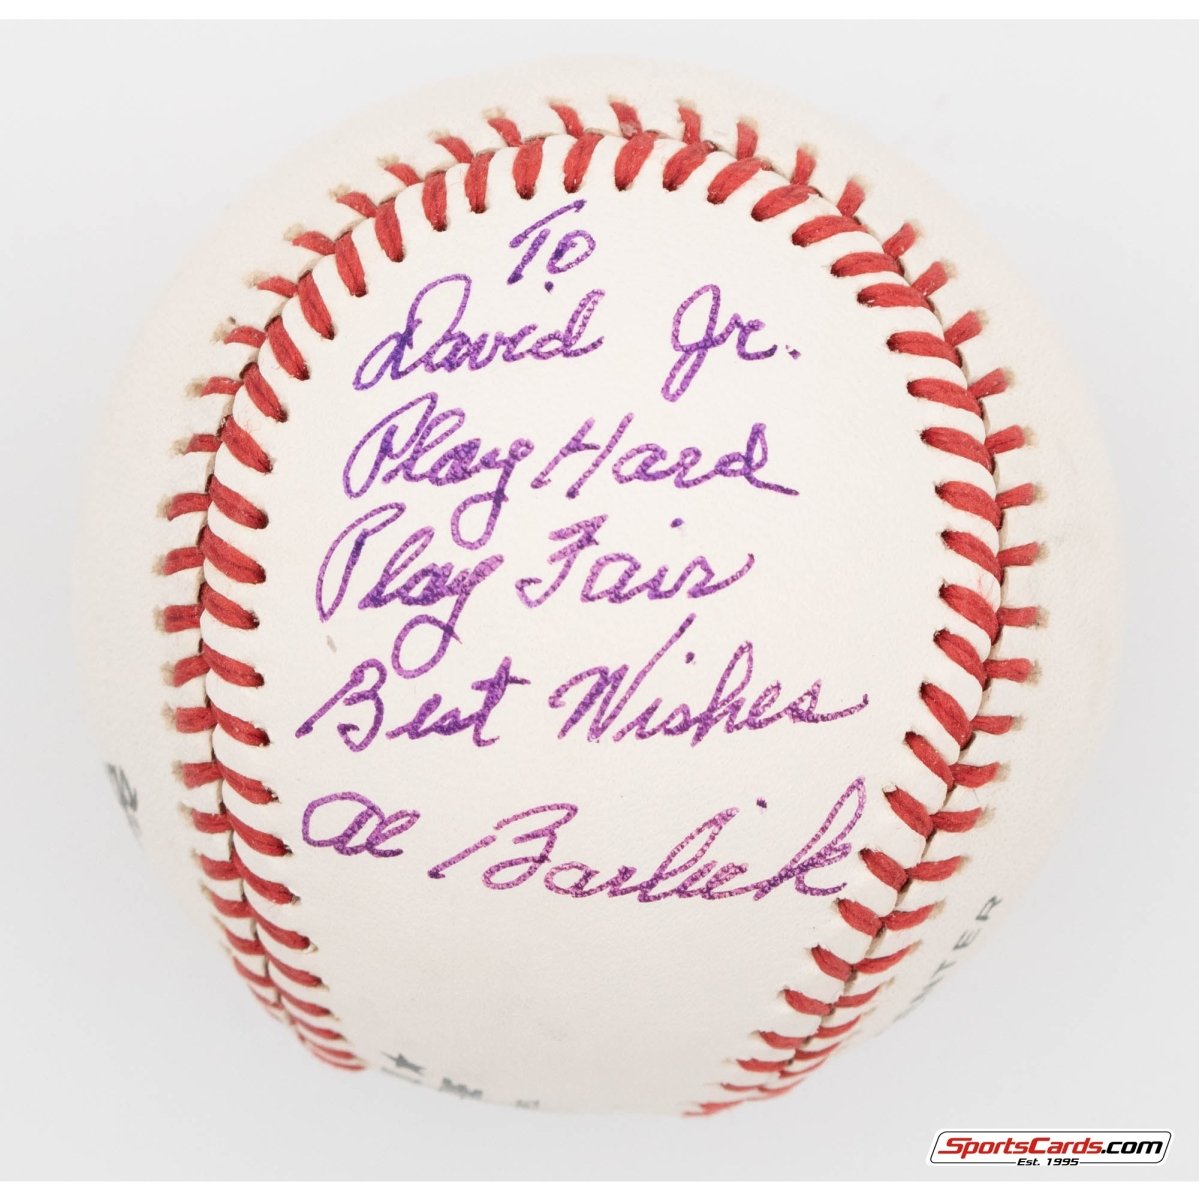 To
David Jr.
Play Hard
Play Fair
Best Wishes
Al Barlick
SportsCards.com
Est. 1995